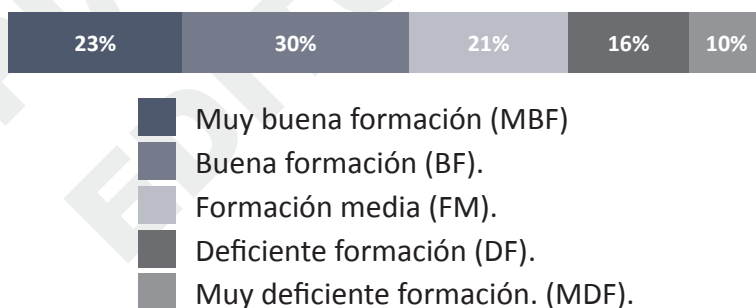 23% 30% 21% 16% 10%
Muy buena formación (MBF)
Buena formación (BF).
Formación media (FM).
Deficiente formación (DF).
Muy deficiente formación. (MDF).